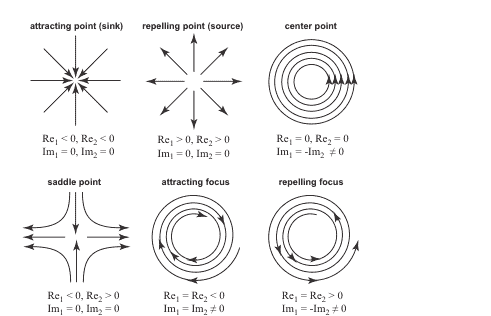 attracting point (sink)
repelling point (source)
center point
Re₁ < 0, Re₂ < 0
Im₁ = 0, Im₂ = 0
Re₁ > 0, Re₂ > 0
Im₁ = 0, Im₂ = 0
Re₁ = 0, Re₂ = 0
Im₁ = -Im₂ ≠ 0
saddle point
attracting focus
repelling focus
Re₁ < 0, Re₂ > 0
Im₁ = 0, Im₂ = 0
Re₁ = Re₂ < 0
Im₁ = Im₂ ≠ 0
Re₁ = Re₂ > 0
Im₁ = -Im₂ ≠ 0